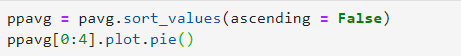 ppavg = pavg.sort_values(ascending = False)
ppavg[0:4].plot.pie()